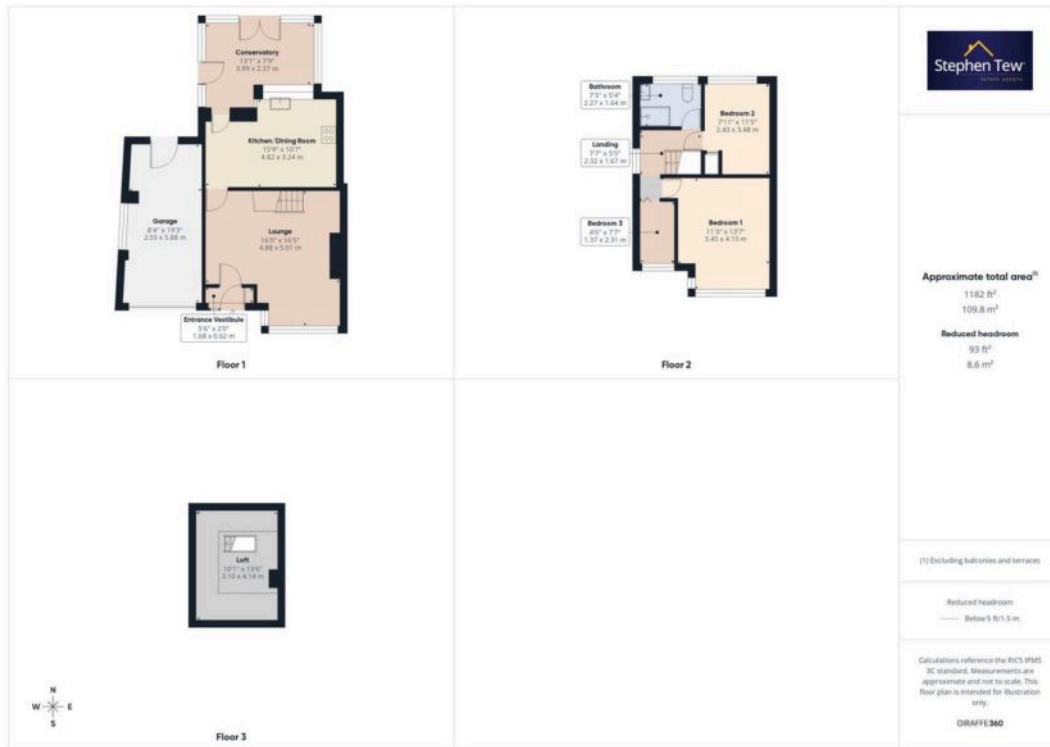 Conservatory
13'1" x 7'9"
3.99 x 2.37 m
Kitchen/Dining Room
15'9" x 10'7"
4.82 x 3.24 m
Garage
8'4" x 19'3"
2.55 x 5.88 m
Lounge
16'0" x 16'5"
4.88 x 5.01 m
Entrance Vestibule
5'6" x 2'0"
1.68 x 0.62 m
Floor 1
Bathroom
7'5" x 5'4"
2.27 x 1.64 m
Bedroom 2
7'11" x 11'5"
2.43 x 3.48 m
Landing
7'7" x 5'5"
2.32 x 1.67 m
Bedroom 3
4'6" x 7'7"
1.37 x 2.31 m
Bedroom 1
11'3" x 13'7"
3.45 x 4.15 m
Floor 2
Loft
10'1" x 13'6"
3.10 x 4.14 m
N
W E
S
Floor 3
Stephen Tew
ESTATE AGENTS
Approximate total area(1)
1182 ft²
109.8 m²
Reduced headroom
93 ft²
8.6 m²
(1) Excluding balconies and terraces
Reduced headroom
Below 5 ft/1.5 m
Calculations reference the RICS IPMS
3C standard. Measurements are
approximate and not to scale. This
floor plan is intended for illustration
only.
GIRAFFE360